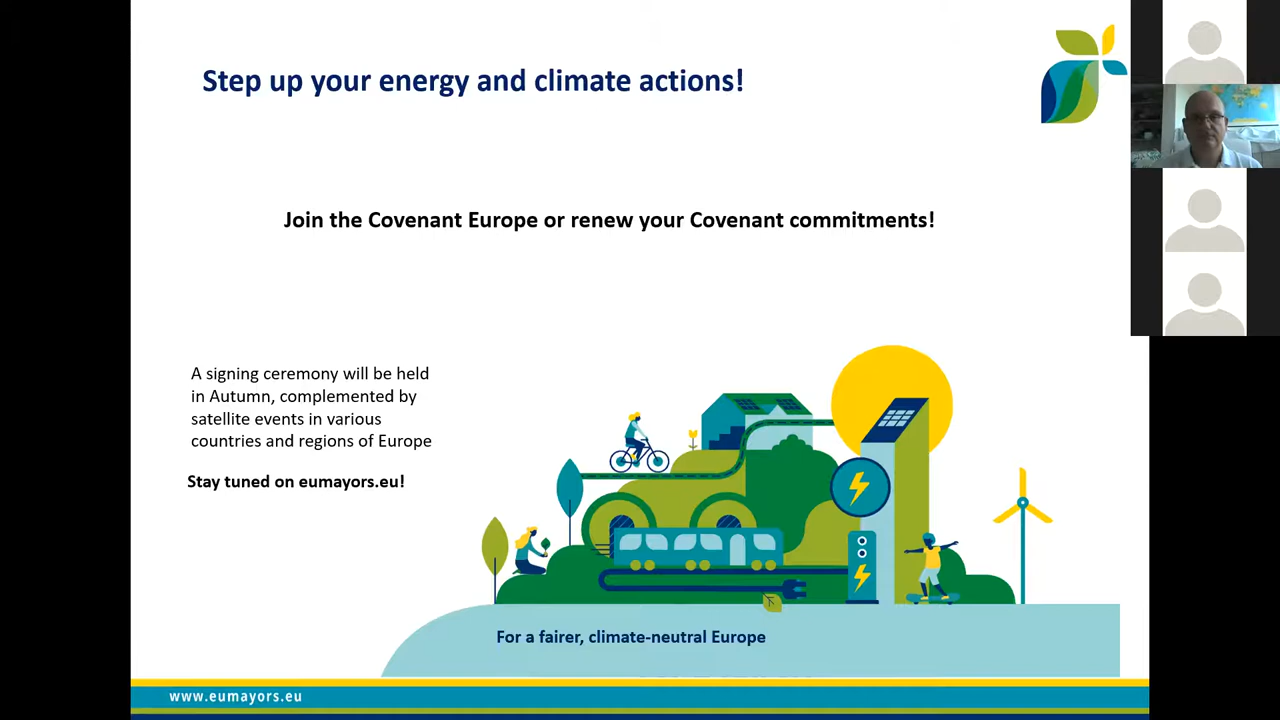 Step up your energy and climate actions!
Join the Covenant Europe or renew your Covenant commitments!
A signing ceremony will be held
in Autumn, complemented by
satellite events in various
countries and regions of Europe
Stay tuned on eumayors.eu!
For a fairer, climate-neutral Europe
www.eumayors.eu